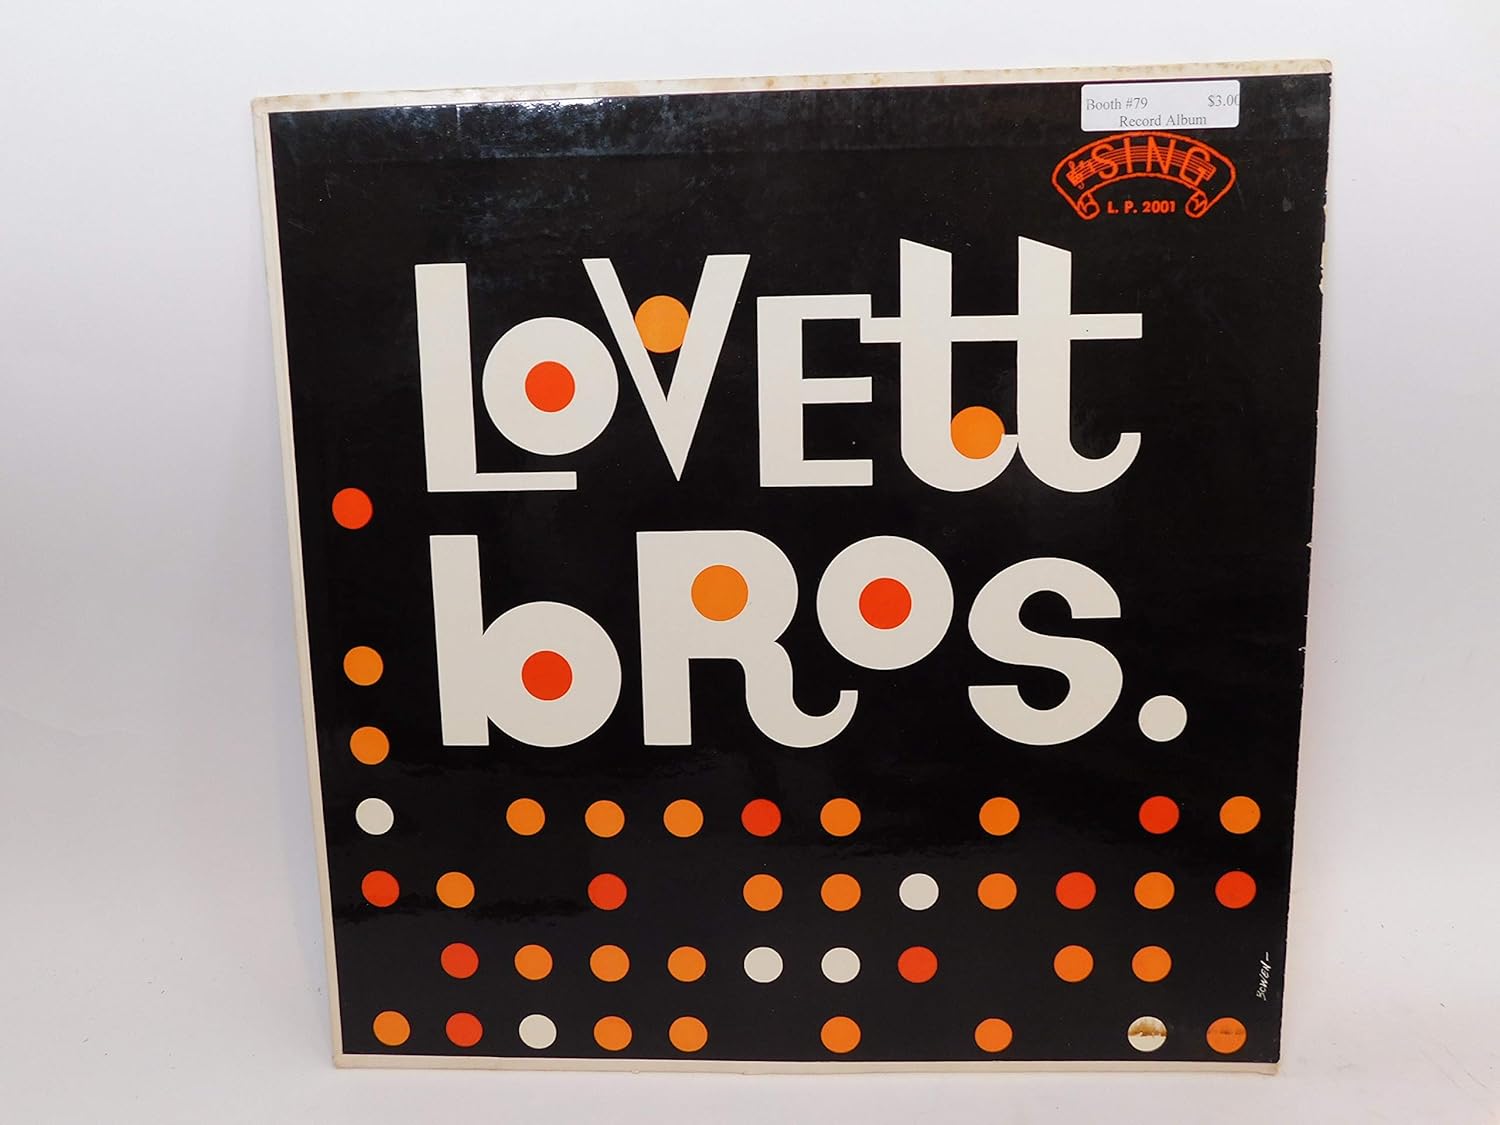 Booth #79 $3.00
Record Album
SING
L. P. 2001
LoVEtt
bRos.
BOWEN